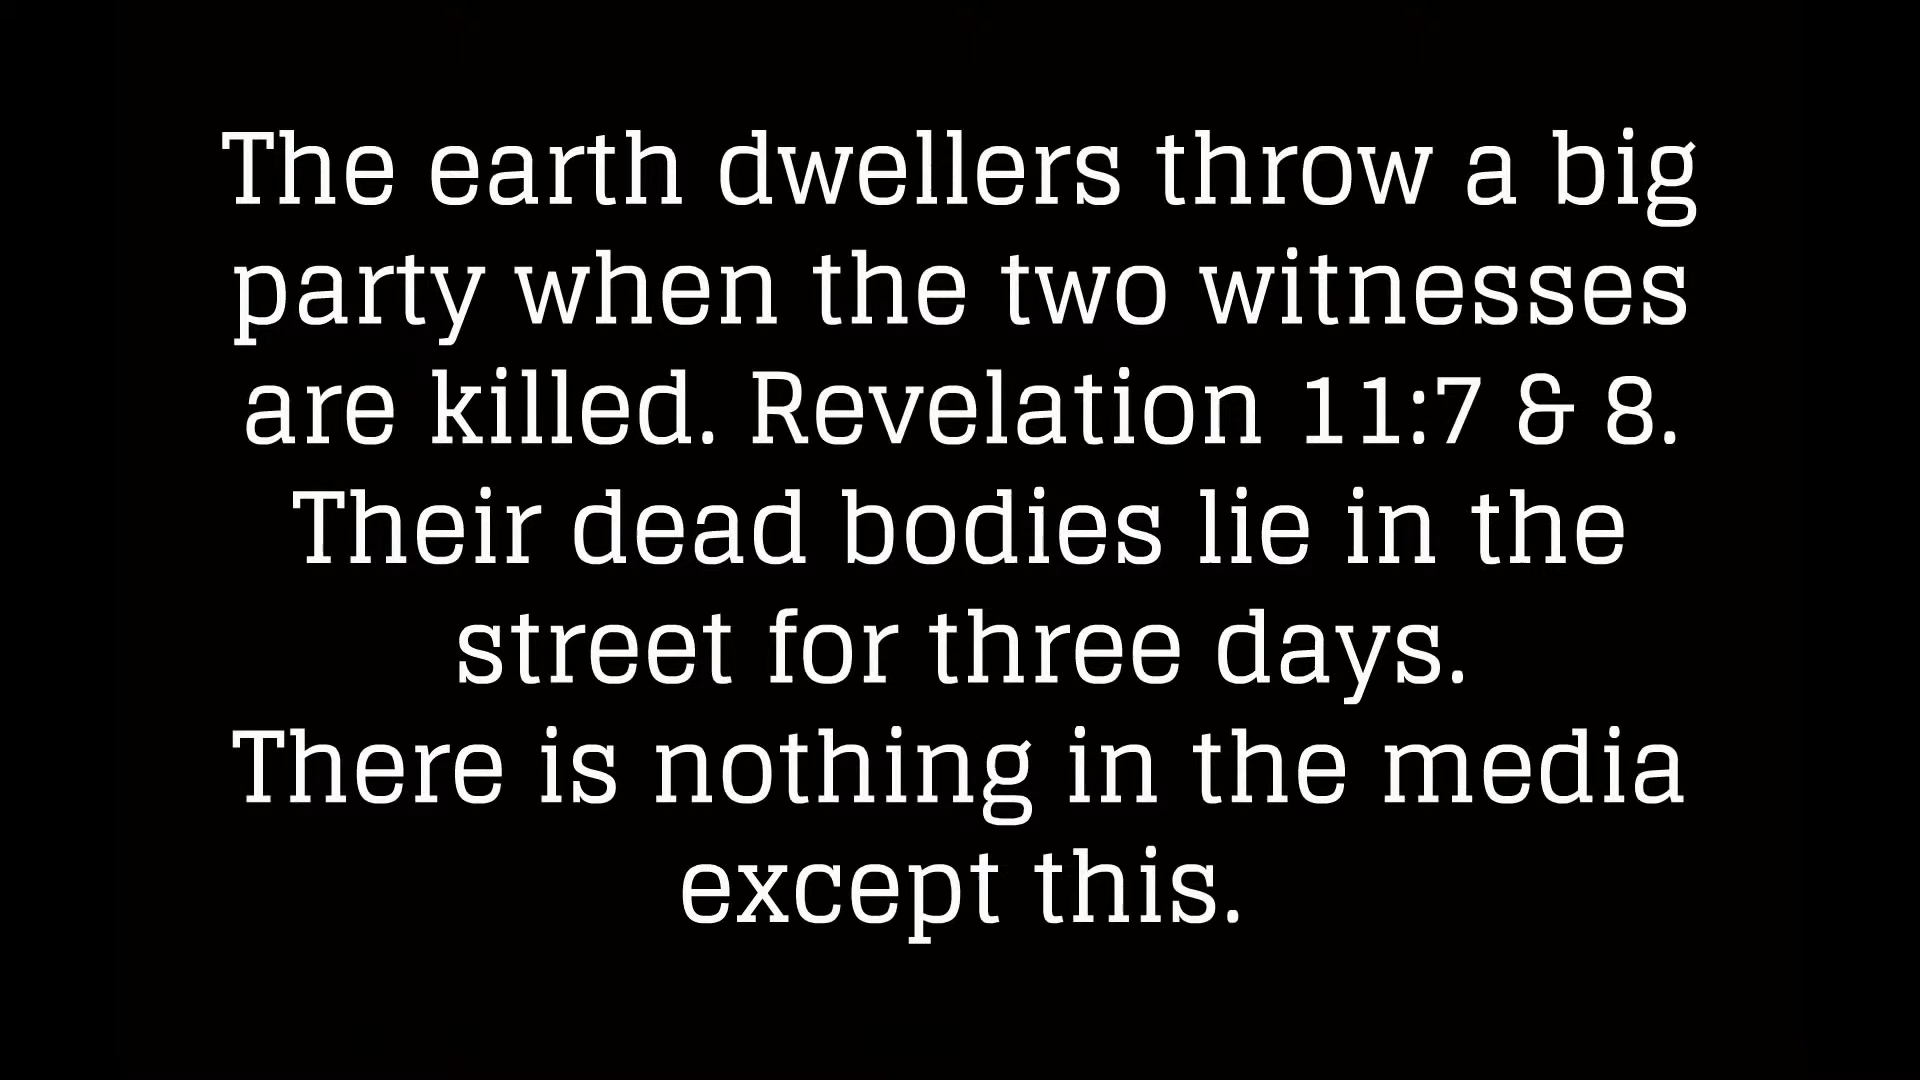 The earth dwellers throw a big
party when the two witnesses
are killed. Revelation 11:7 & 8.
Their dead bodies lie in the
street for three days.
There is nothing in the media
except this.